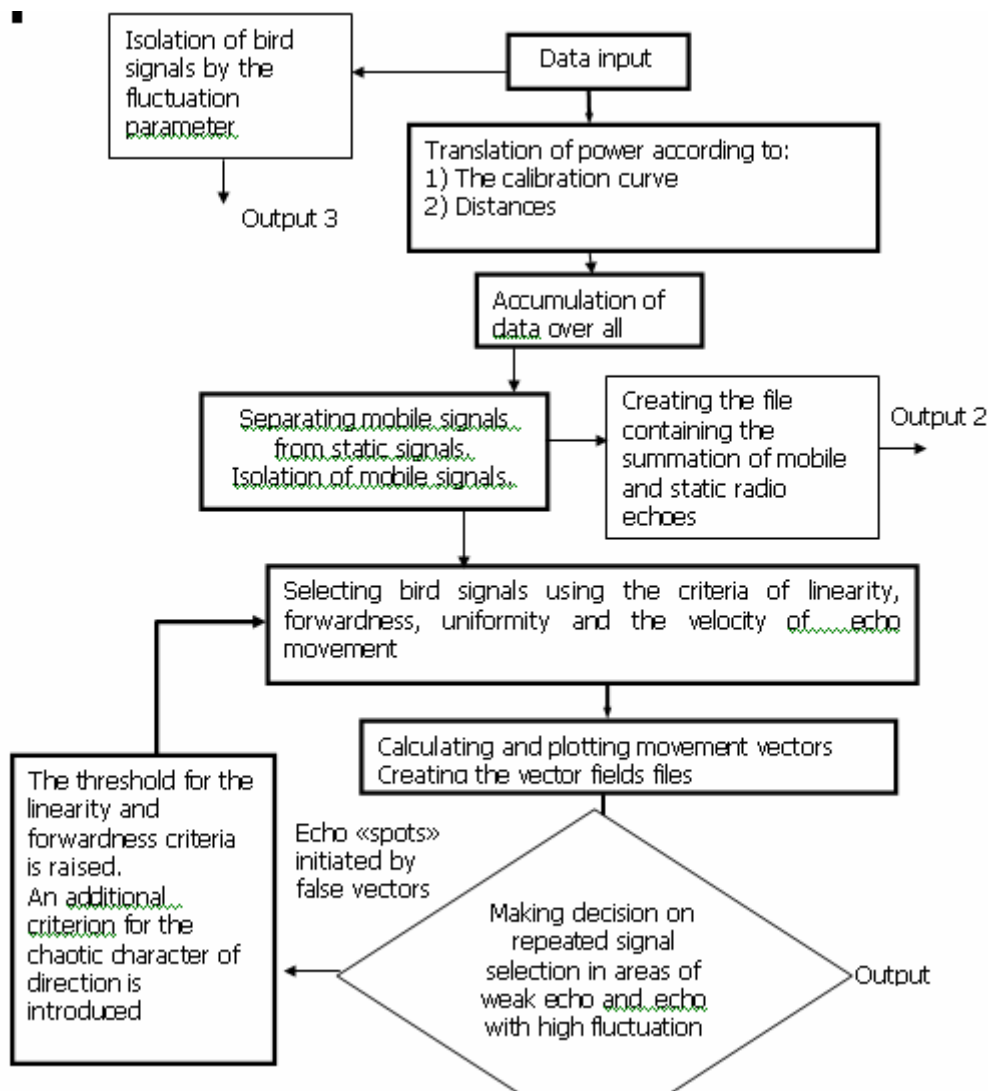 Isolation of bird
signals by the
fluctuation
parameter
Output 3
Data input
Translation of power according to:
1) The calibration curve
2) Distances
Accumulation of
data over all
Separating mobile signals
from static signals.
Isolation of mobile signals.
Creating the file
containing the
summation of mobile
and static radio
echoes
Output 2
Selecting bird signals using the criteria of linearity,
forwardness, uniformity and the velocity of echo
movement
Calculating and plotting movement vectors
Creating the vector fields files
The threshold for the
linearity and
forwardness criteria
is raised.
An additional
criterion for the
chaotic character of
direction is
introduced
Echo «spots»
initiated by
false vectors
Making decision on
repeated signal
selection in areas of
weak echo and echo
with high fluctuation
Output